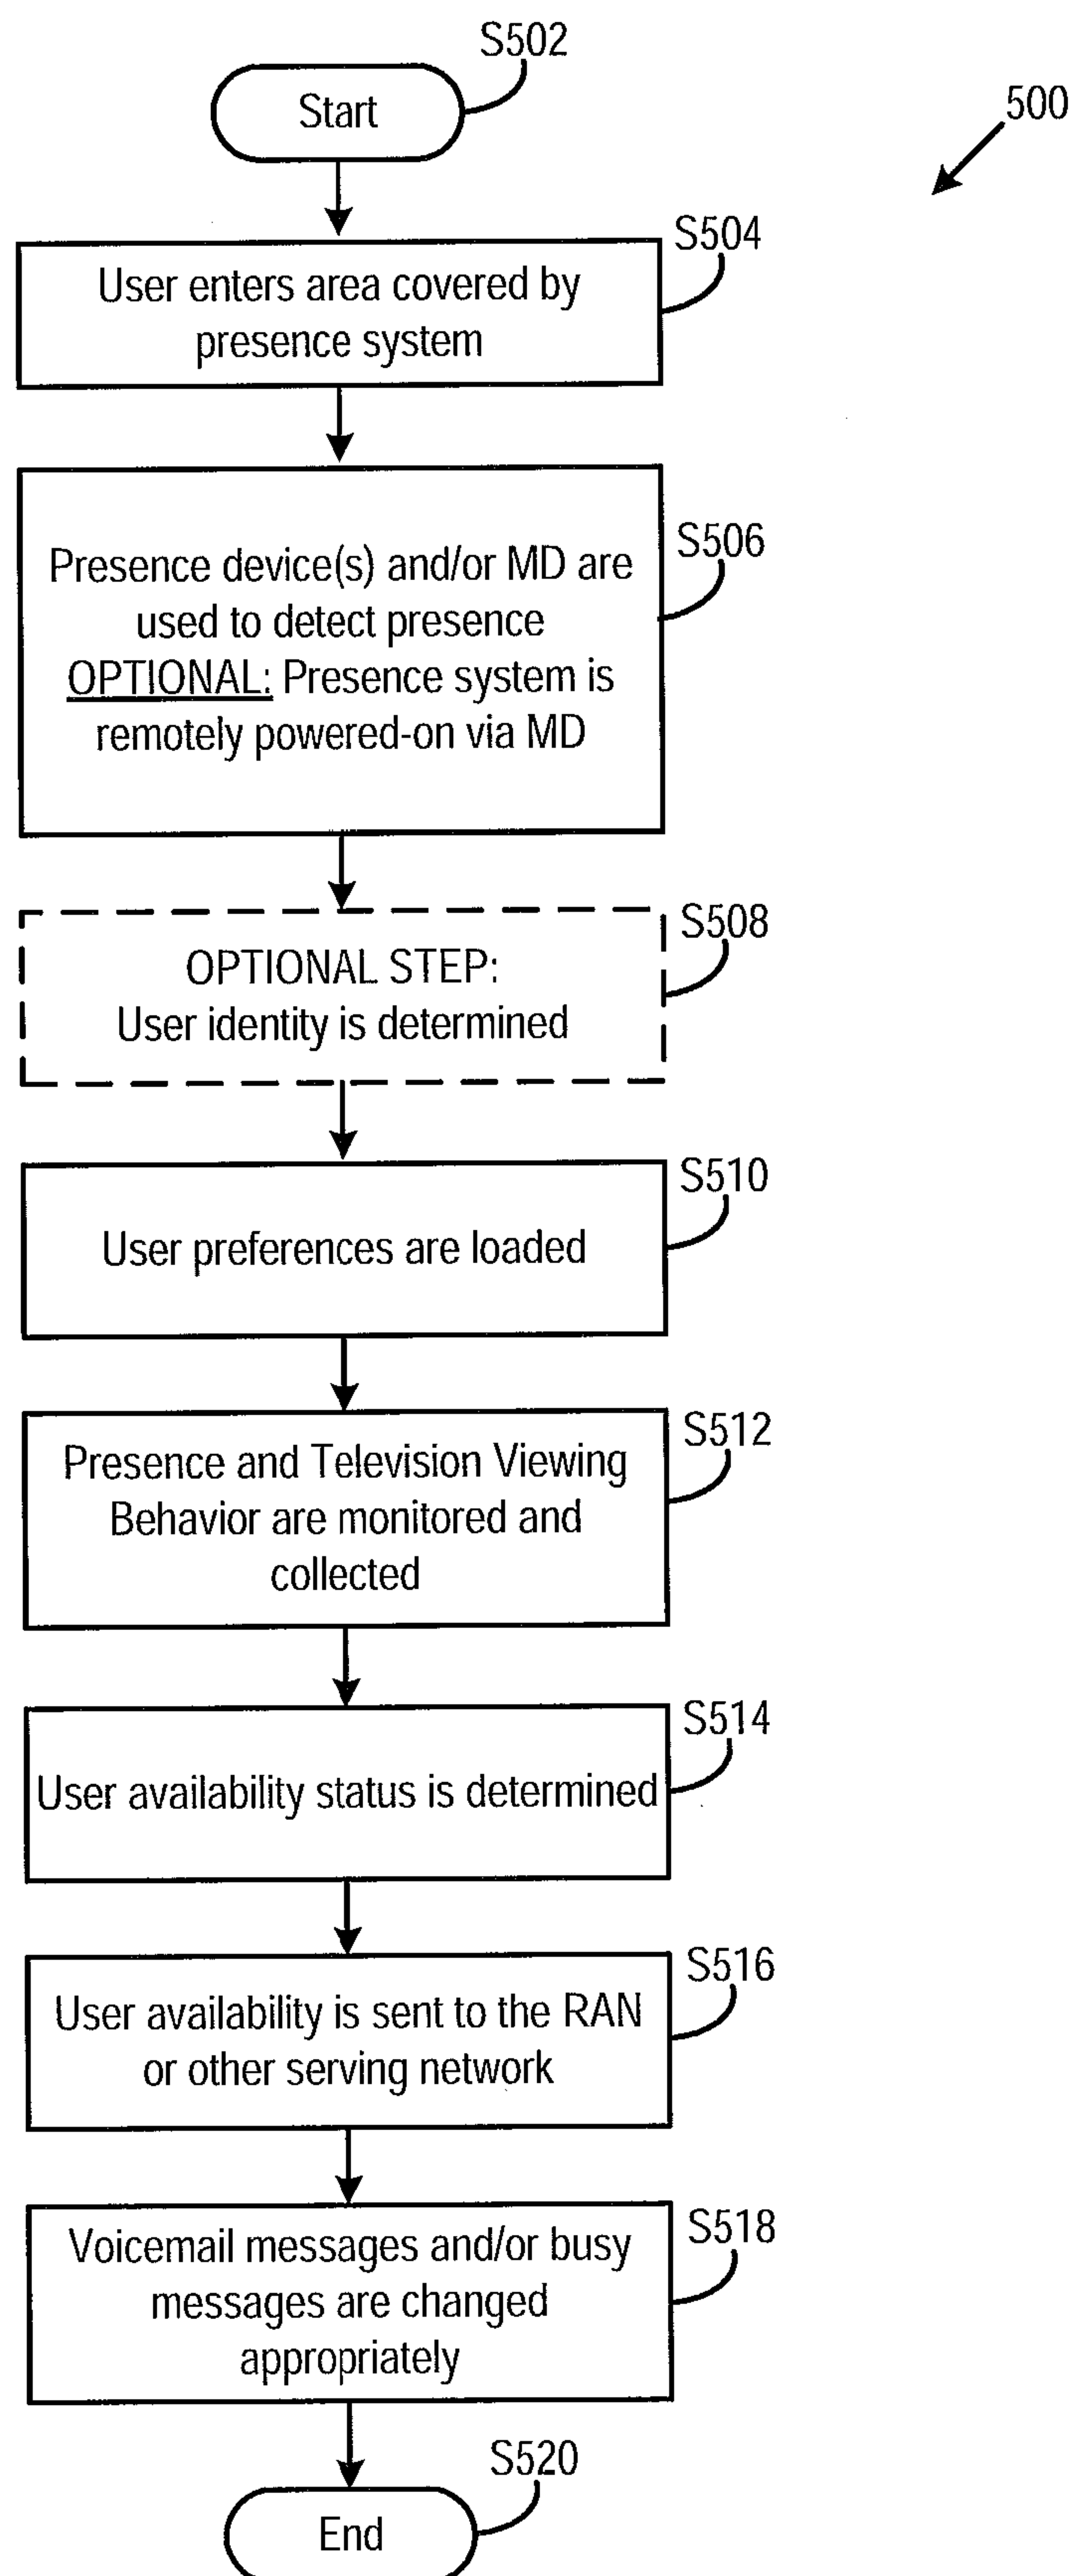 S502
Start
500
S504
User enters area covered by
presence system
S506
Presence device(s) and/or MD are
used to detect presence
OPTIONAL: Presence system is
remotely powered-on via MD
S508
OPTIONAL STEP:
User identity is determined
S510
User preferences are loaded
S512
Presence and Television Viewing
Behavior are monitored and
collected
S514
User availability status is determined
S516
User availability is sent to the RAN
or other serving network
S518
Voicemail messages and/or busy
messages are changed
appropriately
S520
End